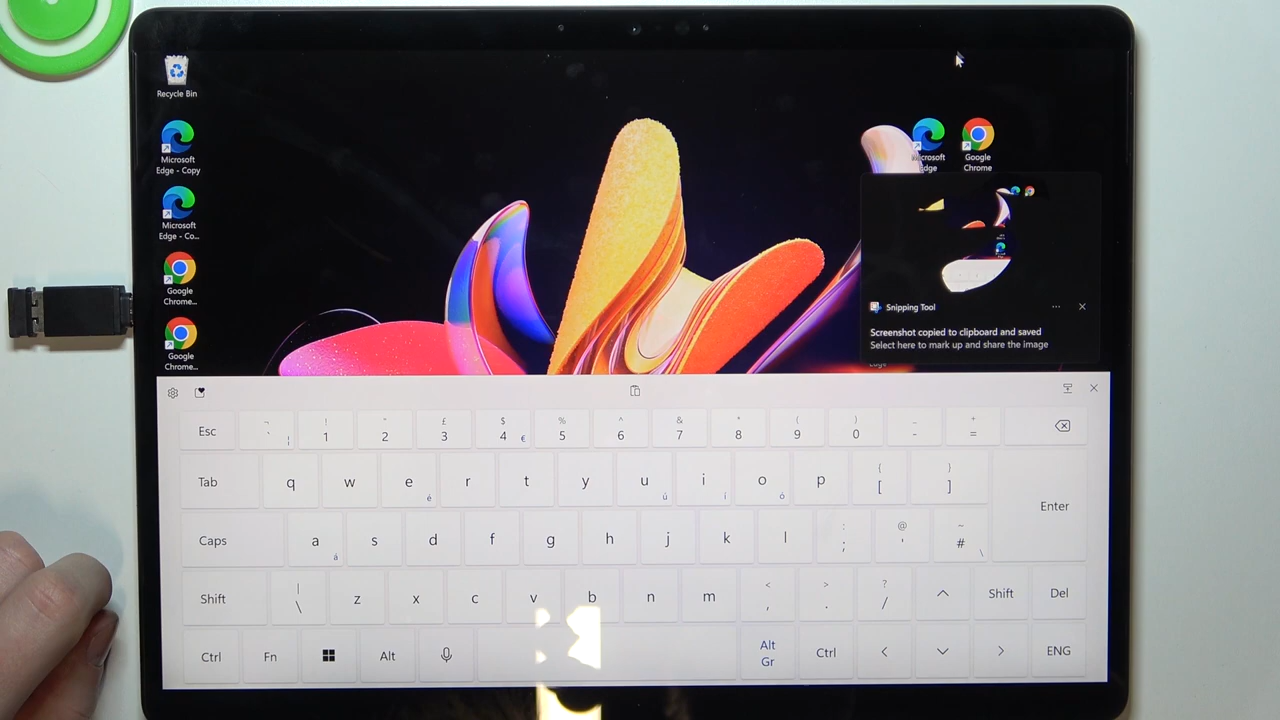 Recycle Bin
Microsoft
Edge - Copy
Microsoft
Edge - Co...
Google
Chrome...
Google
Chrome...
Microsoft
Edge
Google
Chrome
Snipping Tool
Screenshot copied to clipboard and saved
Select here to mark up and share the image
Edge
Esc ¬ ` ¦ ! 1 " 2 £ 3 $ 4 € % 5 ^ 6 & 7 * 8 ( 9 ) 0 _ - + =
Tab q w e é r t y u ú i í o ó p { [ } ] Enter
Caps a á s d f g h j k l : ; @ ' ~ # \
Shift | \ z x c v b n m < , > . ? / Shift Del
Ctrl Fn Alt Alt Gr Ctrl ENG